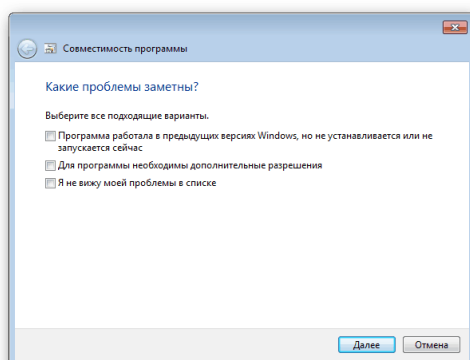 Совместимость программы
Какие проблемы заметны?
Выберите все подходящие варианты.
Программа работала в предыдущих версиях Windows, но не устанавливается или не
запускается сейчас
Для программы необходимы дополнительные разрешения
Я не вижу моей проблемы в списке
Далее
Отмена